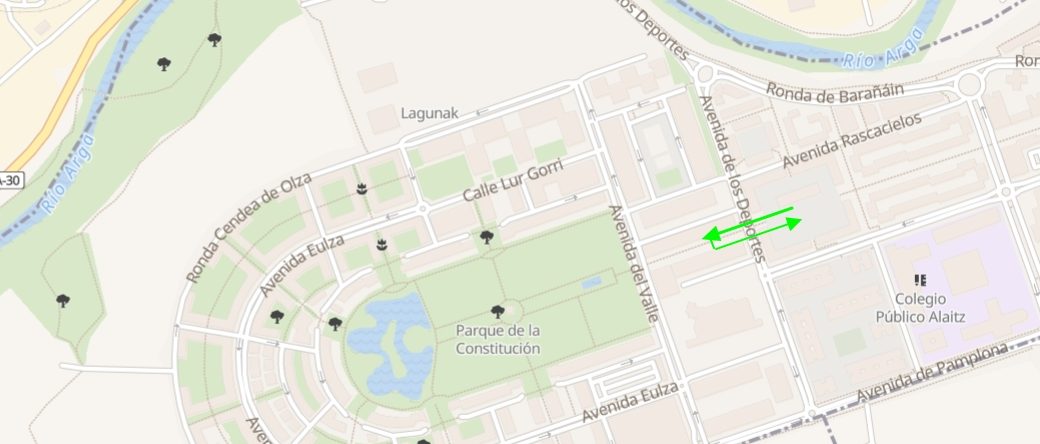 los Deportes
Río Arga
Ron
Ronda de Barañáin
Lagunak
Avenida Rascacielos
Avenida de los Deportes
Río Arga
A-30
Calle Lur Gorri
Ronda Cendea de Olza
Avenida Eulza
Avenida del Valle
Colegio
Público Alaitz
Parque de la
Constitución
Avenida de Pamplona
Avenida Eulza
Aven